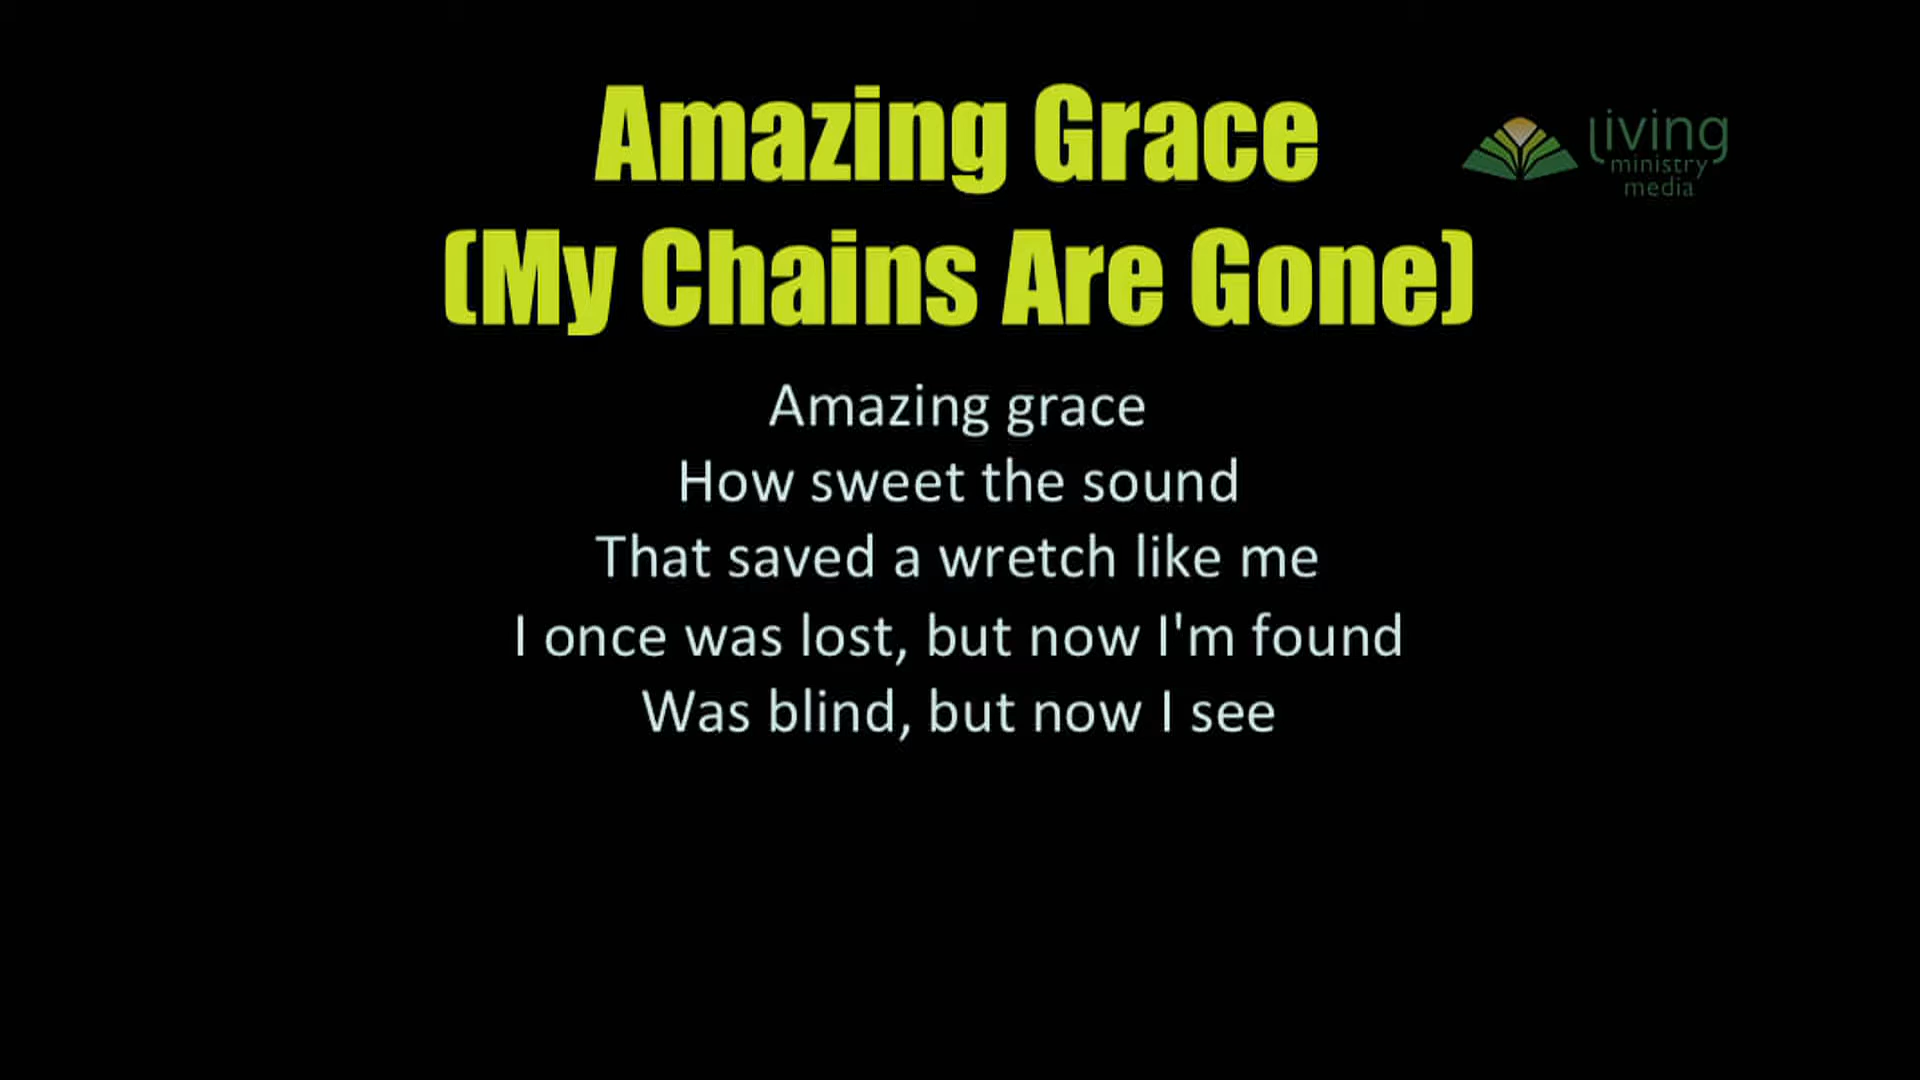 Amazing Grace
(My Chains Are Gone)
living
ministry
media
Amazing grace
How sweet the sound
That saved a wretch like me
I once was lost, but now I'm found
Was blind, but now I see